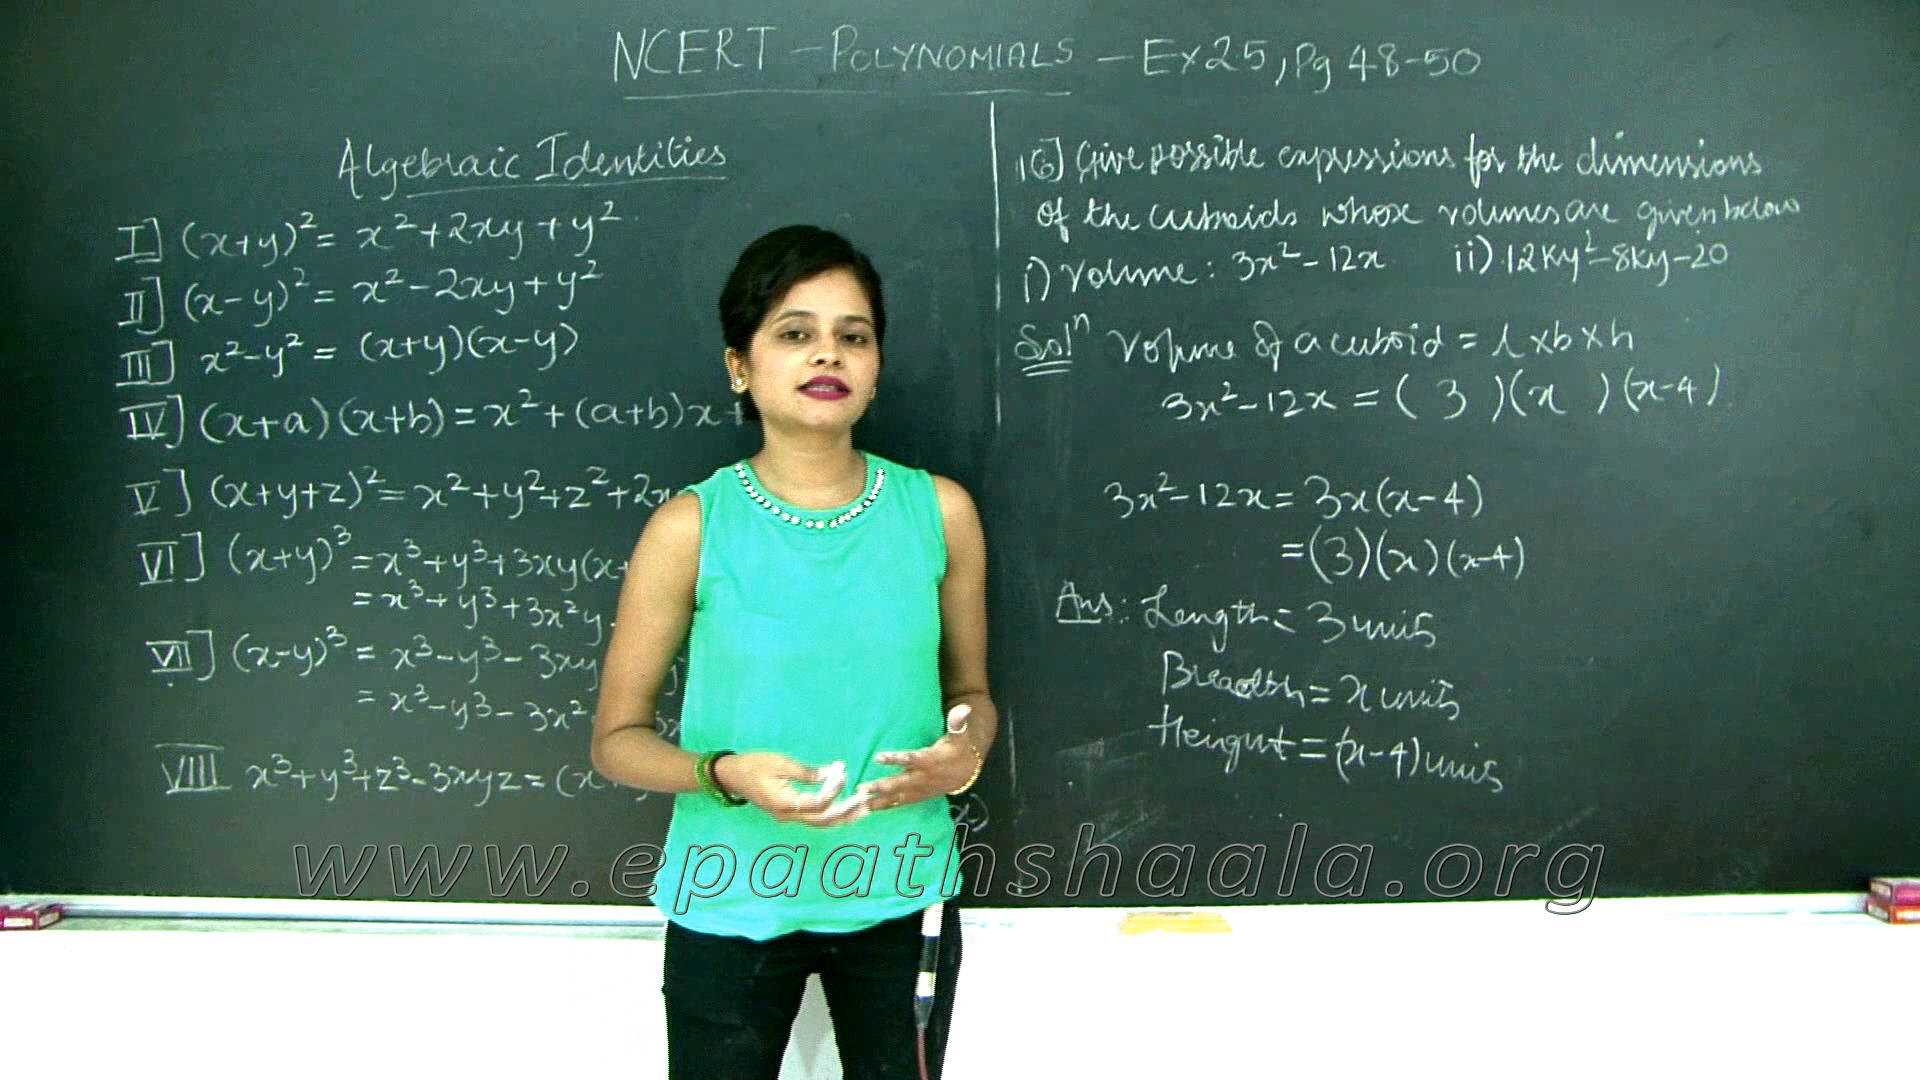 NCERT - POLYNOMIALS - Ex 2.5, Pg 48-50
Algebraic Identities
I] (x+y)² = x²+2xy+y²
II] (x-y)² = x²-2xy+y²
III] x²-y² = (x+y)(x-y)
IV] (x+a)(x+b) = x²+(a+b)x+
V] (x+y+z)² = x²+y²+z²+2x
VI] (x+y)³ = x³+y³+3xy(x+
= x³+y³+3x²y
VII] (x-y)³ = x³-y³-3xy
= x³-y³-3x² 3x
VIII x³+y³+z³-3xyz = (x
x)
16] Give possible expressions for the dimensions
of the cuboids whose volumes are given below
i) Volume: 3x²-12x ii) 12Ky²-8Ky-20
Solⁿ Volume of a cuboid = l×b×h
3x²-12x = ( 3 )(x )(x-4)
3x²-12x = 3x(x-4)
= (3)(x)(x-4)
Ans: Length = 3 units
Breadth = x units
Height = (x-4) units
www.epaathshaala.org